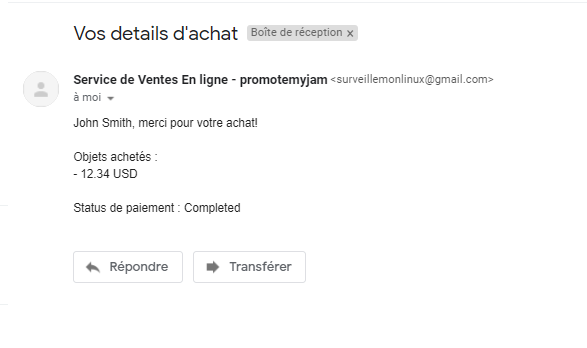 Vos details d'achat Boîte de réception x
Service de Ventes En ligne - promotemyjam <surveillemonlinux@gmail.com>
à moi
John Smith, merci pour votre achat!
Objets achetés :
- 12.34 USD
Status de paiement : Completed
Répondre Transférer